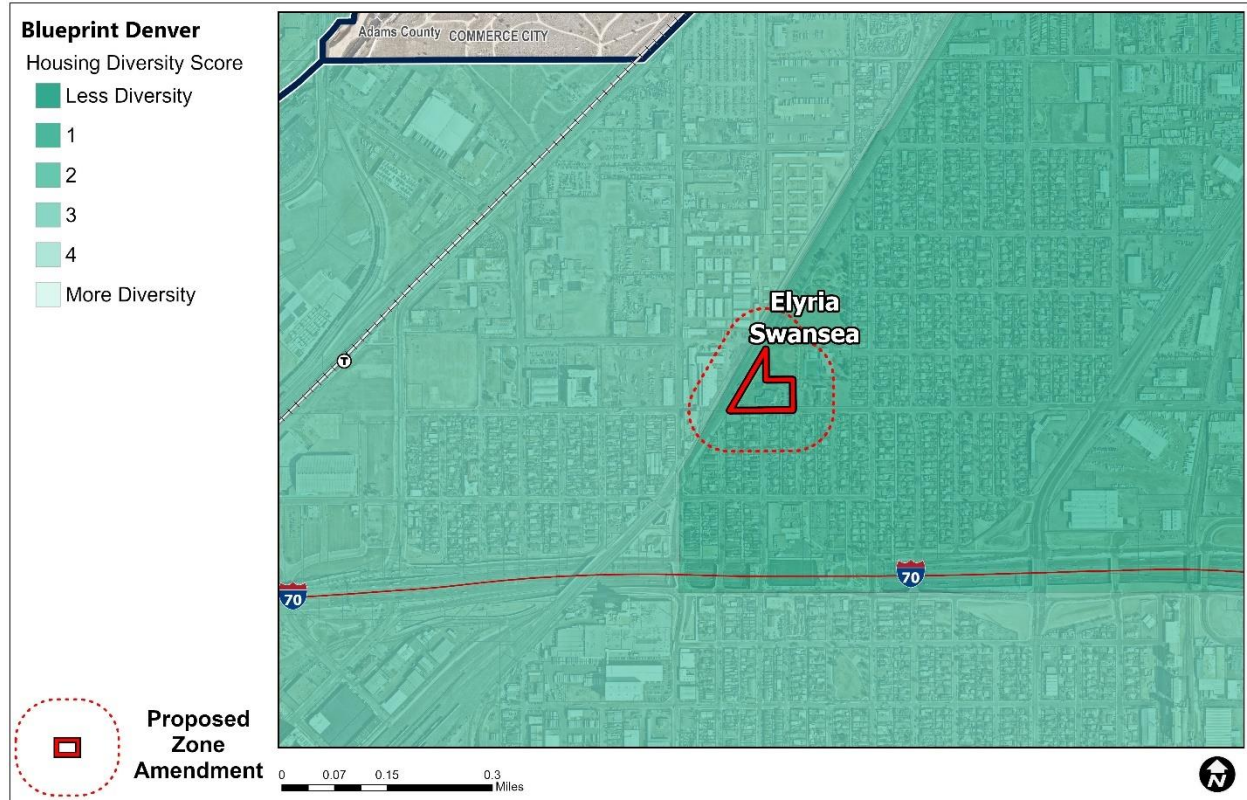 Blueprint Denver
Housing Diversity Score
Less Diversity
1
2
3
4
More Diversity
Adams County
COMMERCE CITY
Elyria
Swansea
T
70
70
Proposed
Zone
Amendment
0 0.07 0.15 0.3
Miles
N